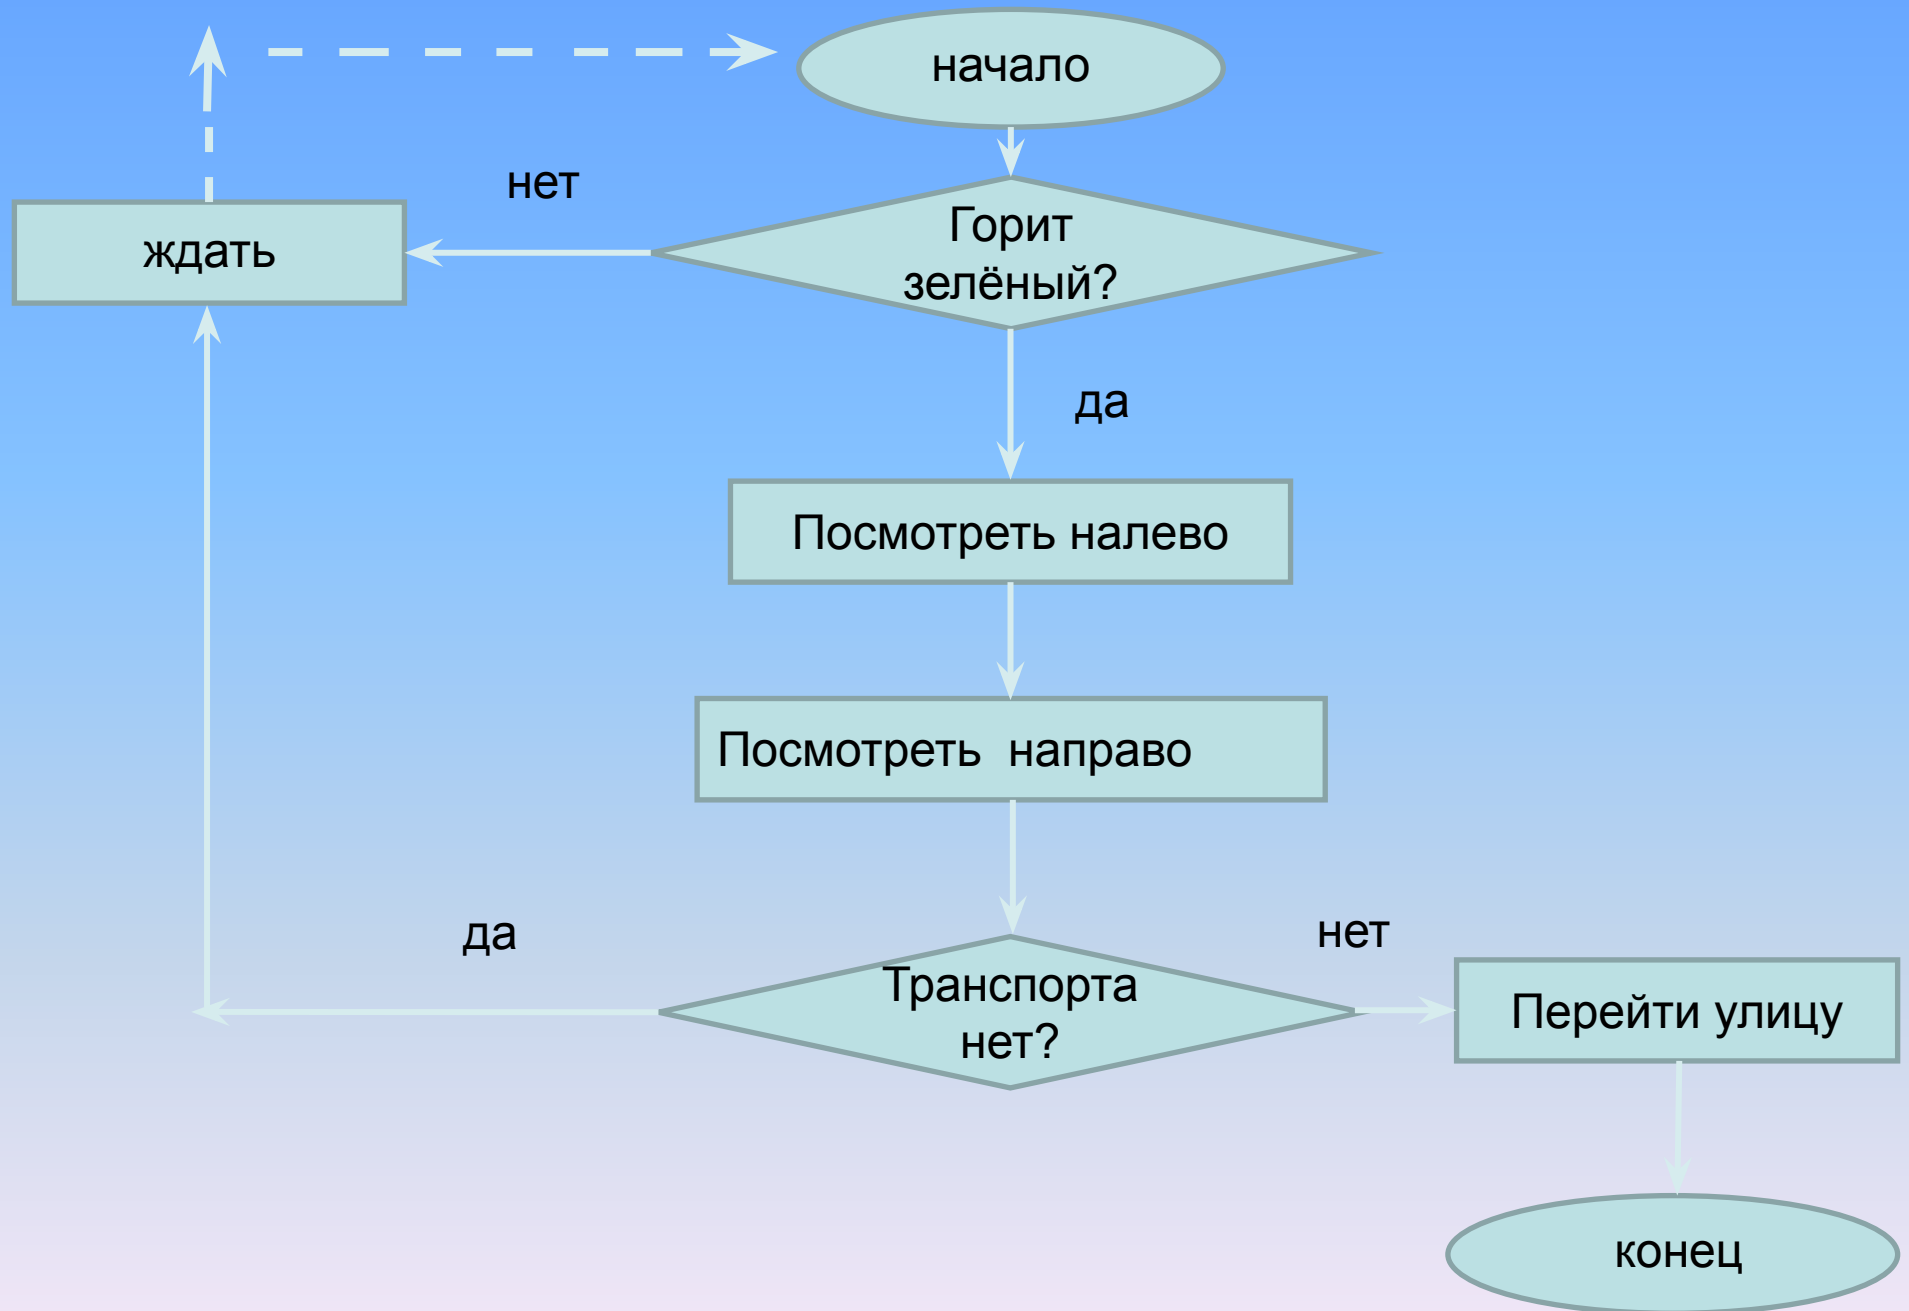 начало
нет
Горит
зелёный?
ждать
да
Посмотреть налево
Посмотреть  направо
да
нет
Транспорта
нет?
Перейти улицу
конец